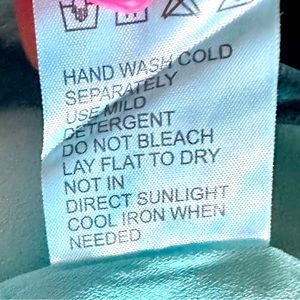 HAND WASH COLD
SEPARATELY
USE MILD
DETERGENT
DO NOT BLEACH
LAY FLAT TO DRY
NOT IN
DIRECT SUNLIGHT
COOL IRON WHEN
NEEDED